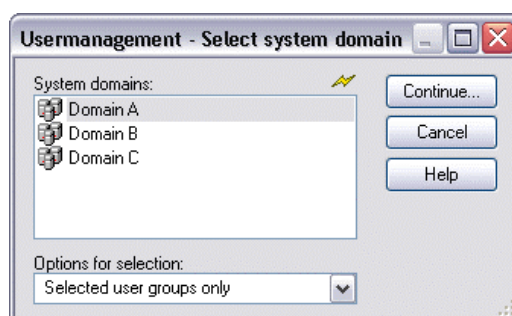 Usermanagement - Select system domain
System domains:
Continue...
Domain A
Domain B
Cancel
Domain C
Help
Options for selection:
Selected user groups only